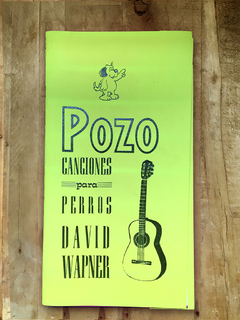 POZO
CANCIONES
para
PERROS
DAVID
WAPNER